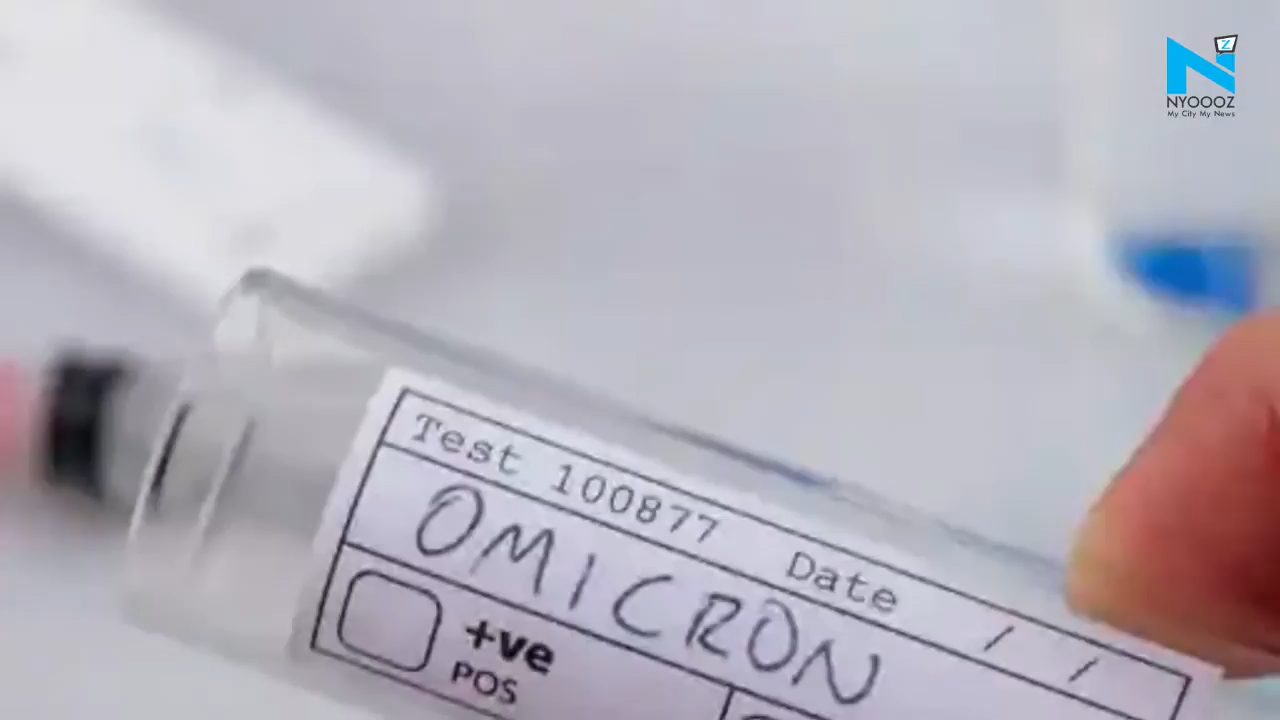 NYOOOZ
My City My News
Test 100877 Date / /
OMICRON
+ve
POS